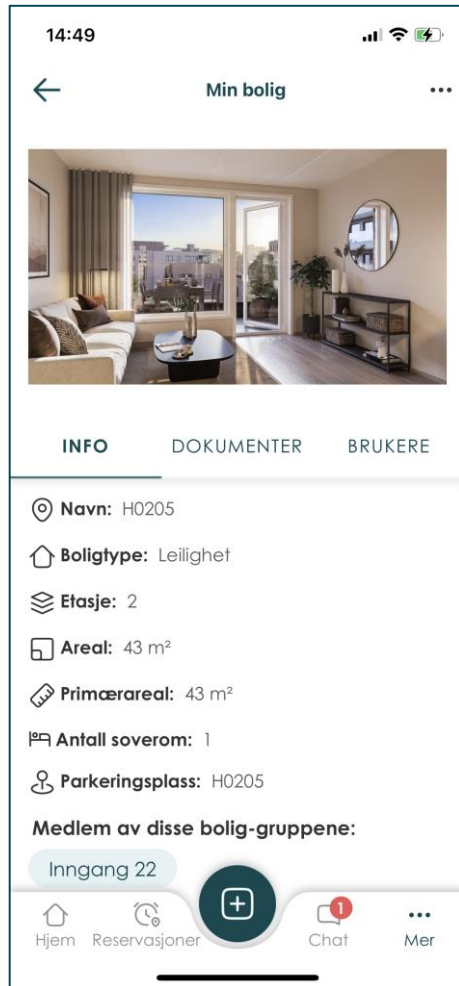 14:49
Min bolig
INFO DOKUMENTER BRUKERE
Navn: H0205
Boligtype: Leilighet
Etasje: 2
Areal: 43 m²
Primærareal: 43 m²
Antall soverom: 1
Parkeringsplass: H0205
Medlem av disse bolig-gruppene:
Inngang 22
1
Hjem Reservasjoner Chat Mer